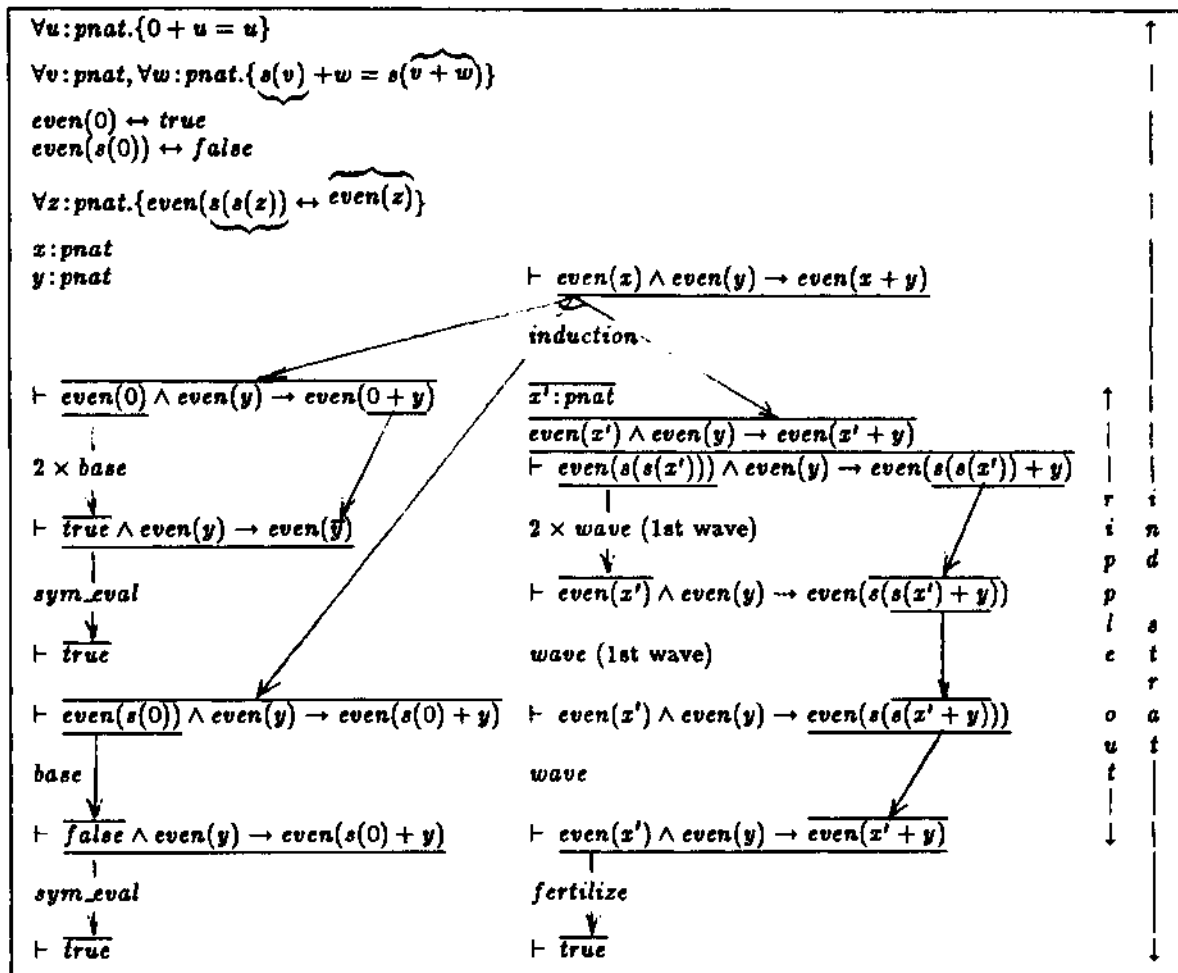 ∀u:pnat.{0 + u = u}
∀v:pnat, ∀w:pnat.{s(v) + w = s(v + w)}
even(0) ↔ true
even(s(0)) ↔ false
∀z:pnat.{even(s(s(z)) ↔ even(z)}
x:pnat
y:pnat
⊢ even(x) ∧ even(y) → even(x + y)
induction
⊢ even(0) ∧ even(y) → even(0 + y)
2 × base
⊢ true ∧ even(y) → even(y)
sym_eval
⊢ true
⊢ even(s(0)) ∧ even(y) → even(s(0) + y)
base
⊢ false ∧ even(y) → even(s(0) + y)
sym_eval
⊢ true
x':pnat
even(x') ∧ even(y) → even(x' + y)
⊢ even(s(s(x'))) ∧ even(y) → even(s(s(x')) + y)
2 × wave (1st wave)
⊢ even(x') ∧ even(y) → even(s(s(x') + y))
wave (1st wave)
⊢ even(x') ∧ even(y) → even(s(s(x' + y)))
wave
⊢ even(x') ∧ even(y) → even(x' + y)
fertilize
⊢ true
ripple out
ind strat